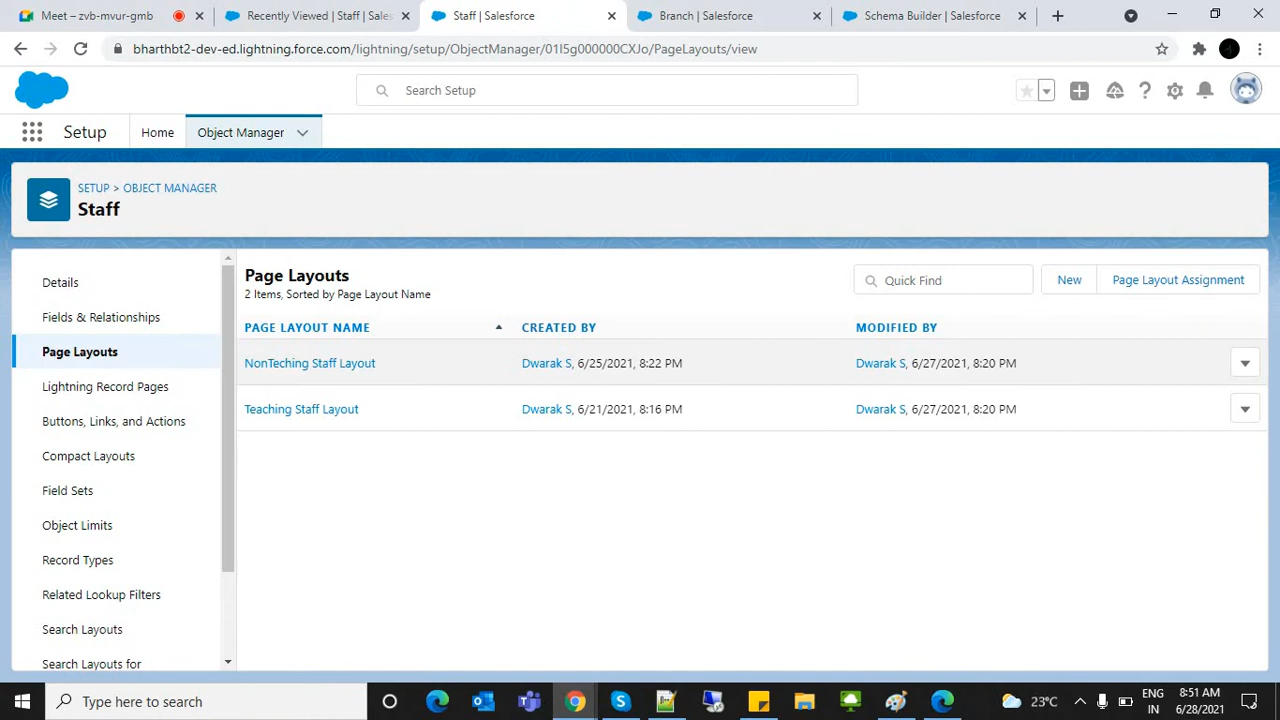 Meet – zvb-mvur-gmb
Recently Viewed | Staff | Sales
Staff | Salesforce
Branch | Salesforce
Schema Builder | Salesforce
bharthbt2-dev-ed.lightning.force.com/lightning/setup/ObjectManager/01I5g000000CXJo/PageLayouts/view
Search Setup
Setup
Home
Object Manager
SETUP > OBJECT MANAGER
Staff
Details
Fields & Relationships
Page Layouts
Lightning Record Pages
Buttons, Links, and Actions
Compact Layouts
Field Sets
Object Limits
Record Types
Related Lookup Filters
Search Layouts
Search Layouts for
Page Layouts
2 Items, Sorted by Page Layout Name
Quick Find
New
Page Layout Assignment
PAGE LAYOUT NAME CREATED BY MODIFIED BY
NonTeching Staff Layout Dwarak S, 6/25/2021, 8:22 PM Dwarak S, 6/27/2021, 8:20 PM
Teaching Staff Layout Dwarak S, 6/21/2021, 8:16 PM Dwarak S, 6/27/2021, 8:20 PM
Type here to search
23°C
ENG
IN
8:51 AM
6/28/2021